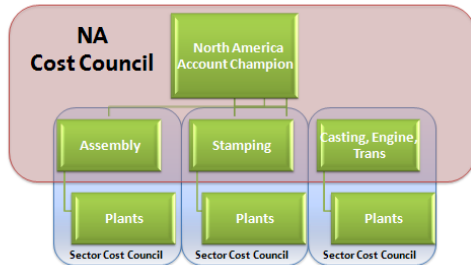 NA
Cost Council
North America
Account Champion
Assembly
Stamping
Casting, Engine,
Trans
Plants
Plants
Plants
Sector Cost Council
Sector Cost Council
Sector Cost Council